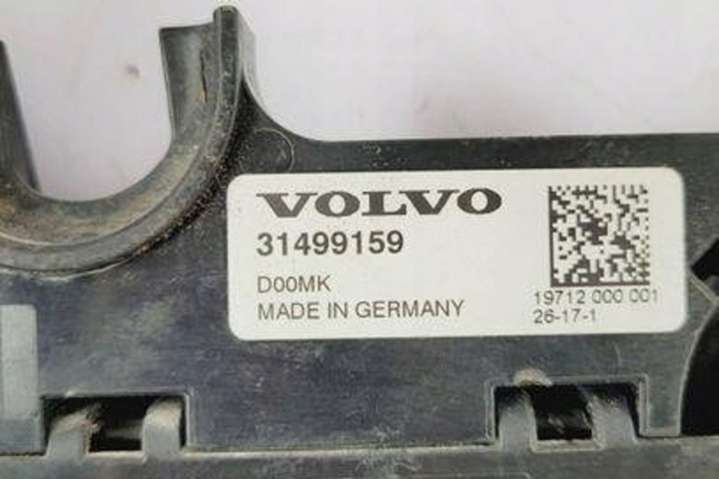 VOLVO
31499159
D00MK
MADE IN GERMANY
19712 000 001
26-17-1